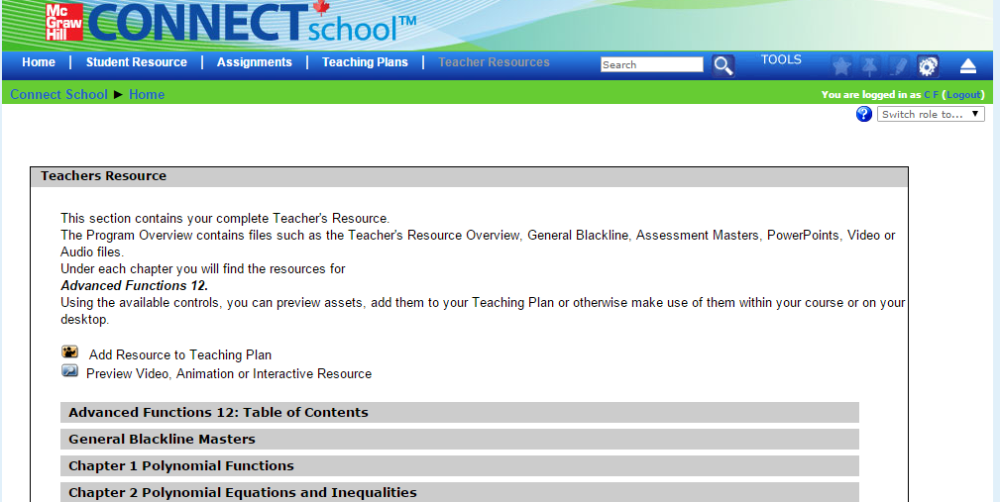 Mc
Graw
Hill
CONNECT
school™
Home | Student Resource | Assignments | Teaching Plans | Teacher Resources
Search
TOOLS
Connect School ► Home
You are logged in as C F (Logout)
?
Switch role to... ▼
Teachers Resource
This section contains your complete Teacher's Resource.
The Program Overview contains files such as the Teacher's Resource Overview, General Blackline, Assessment Masters, PowerPoints, Video or
Audio files.
Under each chapter you will find the resources for
Advanced Functions 12.
Using the available controls, you can preview assets, add them to your Teaching Plan or otherwise make use of them within your course or on your
desktop.
Add Resource to Teaching Plan
Preview Video, Animation or Interactive Resource
Advanced Functions 12: Table of Contents
General Blackline Masters
Chapter 1 Polynomial Functions
Chapter 2 Polynomial Equations and Inequalities